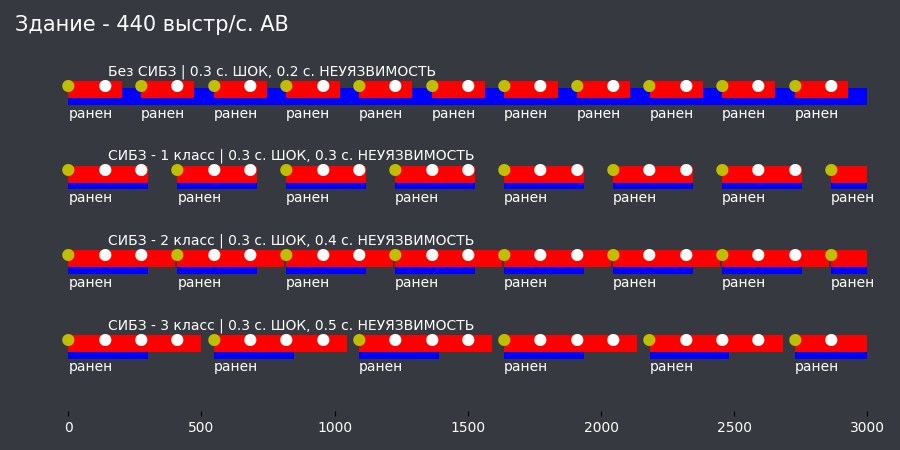 Здание - 440 выстр/с. АВ
Без СИБЗ | 0.3 с. ШОК, 0.2 с. НЕУЯЗВИМОСТЬ
ранен ранен ранен ранен ранен ранен ранен ранен ранен ранен ранен
СИБЗ - 1 класс | 0.3 с. ШОК, 0.3 с. НЕУЯЗВИМОСТЬ
ранен ранен ранен ранен ранен ранен ранен ранен
СИБЗ - 2 класс | 0.3 с. ШОК, 0.4 с. НЕУЯЗВИМОСТЬ
ранен ранен ранен ранен ранен ранен ранен ранен
СИБЗ - 3 класс | 0.3 с. ШОК, 0.5 с. НЕУЯЗВИМОСТЬ
ранен ранен ранен ранен ранен ранен
0 500 1000 1500 2000 2500 3000